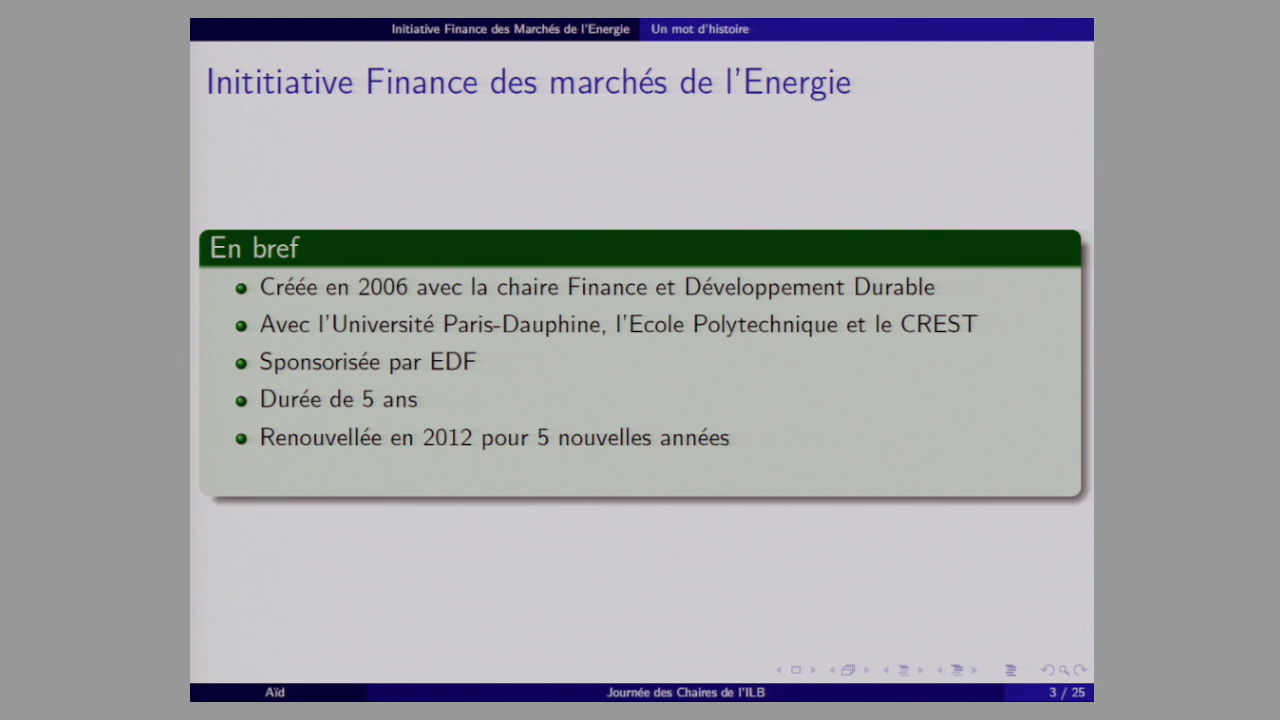 Initiative Finance des Marchés de l'Energie Un mot d'histoire
Inititiative Finance des marchés de l'Energie
En bref
Créée en 2006 avec la chaire Finance et Développement Durable
Avec l'Université Paris-Dauphine, l'Ecole Polytechnique et le CREST
Sponsorisée par EDF
Durée de 5 ans
Renouvellée en 2012 pour 5 nouvelles années
Aïd Journée des Chaires de l'ILB 3 / 25